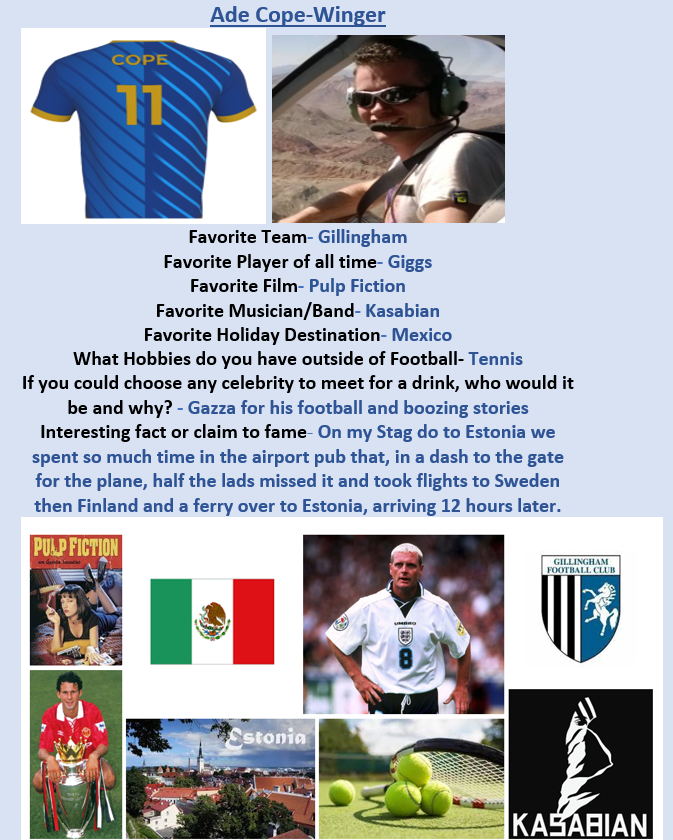 Ade Cope-Winger
COPE
11
Favorite Team- Gillingham
Favorite Player of all time- Giggs
Favorite Film- Pulp Fiction
Favorite Musician/Band- Kasabian
Favorite Holiday Destination- Mexico
What Hobbies do you have outside of Football- Tennis
If you could choose any celebrity to meet for a drink, who would it
be and why? - Gazza for his football and boozing stories
Interesting fact or claim to fame- On my Stag do to Estonia we
spent so much time in the airport pub that, in a dash to the gate
for the plane, half the lads missed it and took flights to Sweden
then Finland and a ferry over to Estonia, arriving 12 hours later.
PULP FICTION
UMBRO
8
GILLINGHAM
FOOTBALL CLUB
Estonia
KASABIAN